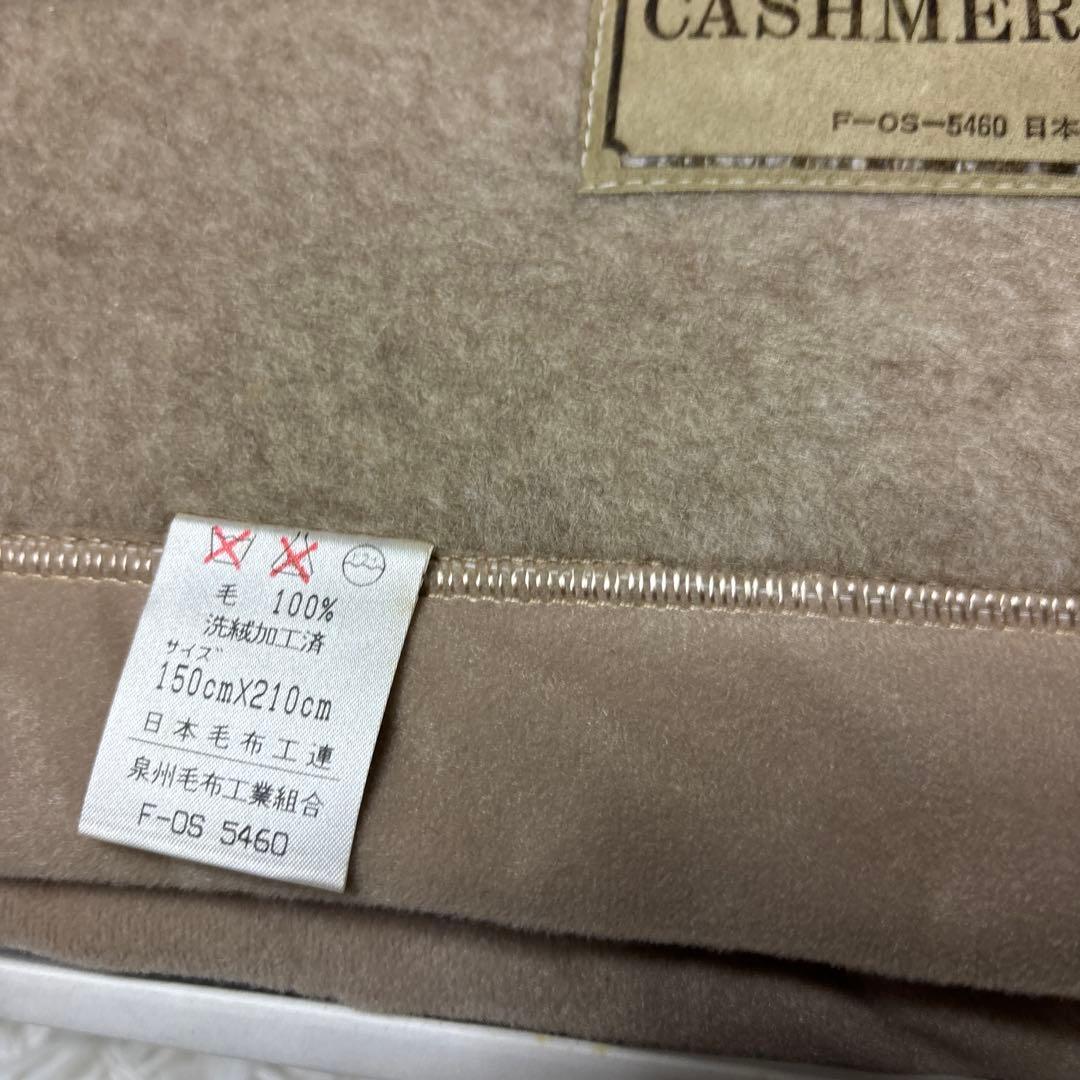 CASHMER
F-OS-5460 日本
毛 100%
洗絨加工済
サイズ
150cmX210cm
日本毛布工連
泉州毛布工業組合
F-OS 5460